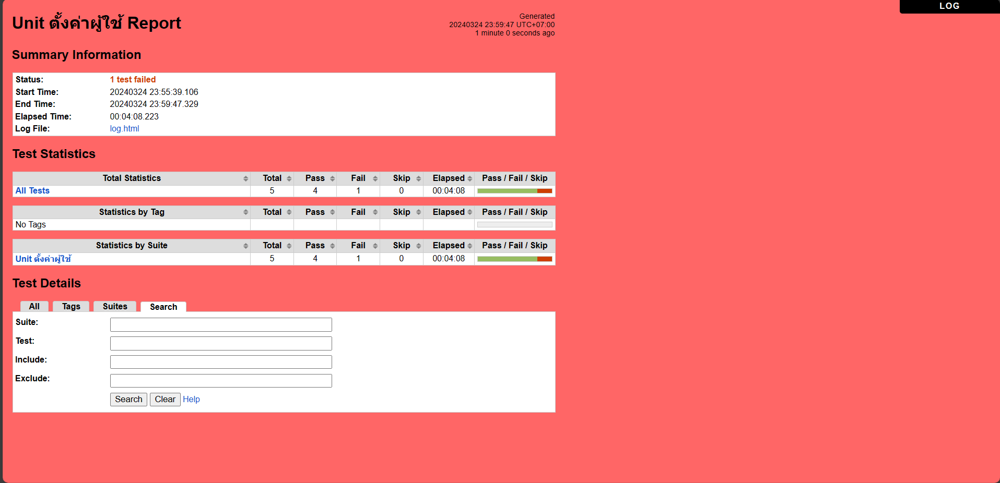 LOG
Unit ตั้งค่าผู้ใช้ Report
Generated
20240324 23:59:47 UTC+07:00
1 minute 0 seconds ago
Summary Information
Status: 1 test failed
Start Time: 20240324 23:55:39.106
End Time: 20240324 23:59:47.329
Elapsed Time: 00:04:08.223
Log File: log.html
Test Statistics
Total Statistics Total Pass Fail Skip Elapsed Pass / Fail / Skip
All Tests 5 4 1 0 00:04:08
Statistics by Tag Total Pass Fail Skip Elapsed Pass / Fail / Skip
No Tags
Statistics by Suite Total Pass Fail Skip Elapsed Pass / Fail / Skip
Unit ตั้งค่าผู้ใช้ 5 4 1 0 00:04:08
Test Details
All Tags Suites Search
Suite:
Test:
Include:
Exclude:
Search Clear Help